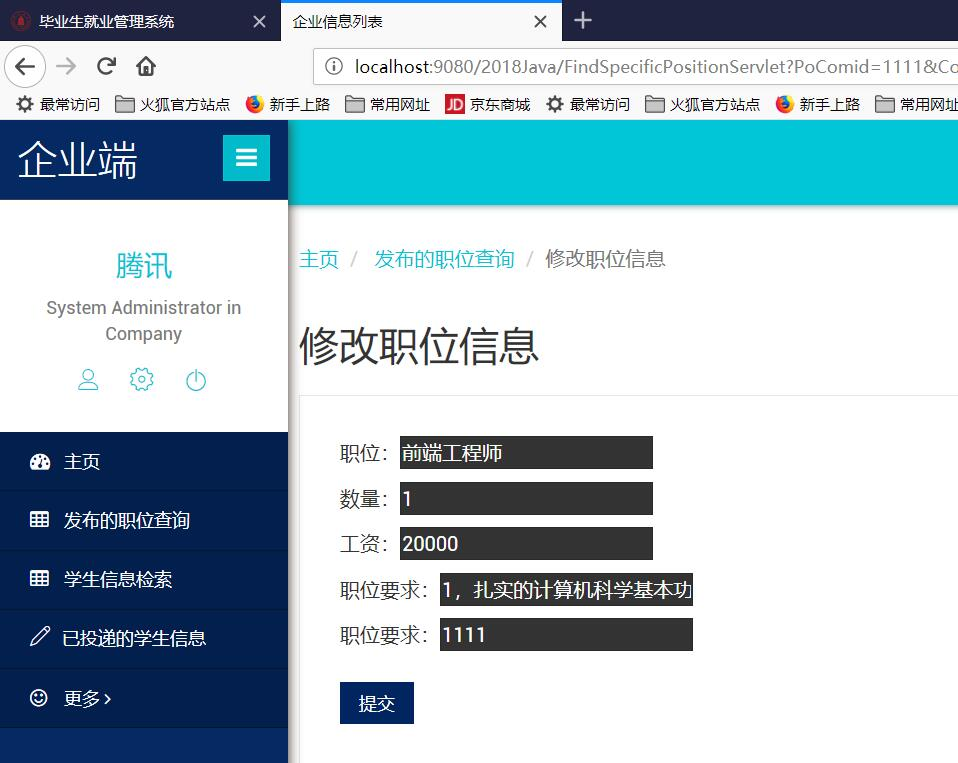 毕业生就业管理系统
企业信息列表
localhost:9080/2018Java/FindSpecificPositionServlet?PoComid=1111&Co
最常访问 火狐官方站点 新手上路 常用网址 JD 京东商城 最常访问 火狐官方站点 新手上路 常用网址
企业端
腾讯
System Administrator in
Company
主页
发布的职位查询
学生信息检索
已投递的学生信息
更多 >
主页 / 发布的职位查询 / 修改职位信息
修改职位信息
职位： 前端工程师
数量： 1
工资： 20000
职位要求： 1，扎实的计算机科学基本功
职位要求： 1111
提交